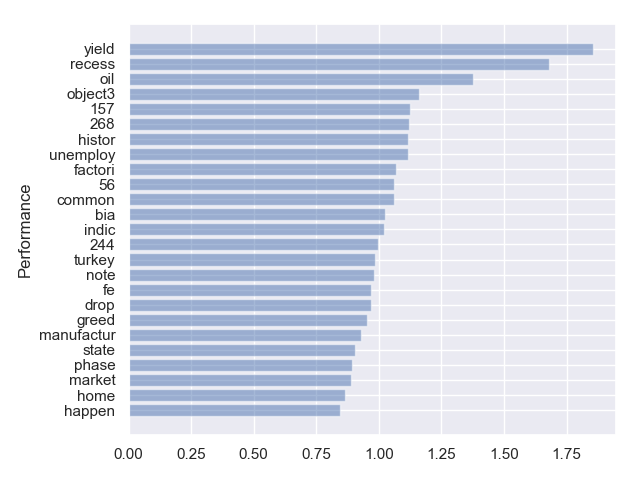 yield
recess
oil
object3
157
268
histor
unemploy
factori
56
common
bia
indic
244
turkey
note
fe
drop
greed
manufactur
state
phase
market
home
happen
Performance
0.00 0.25 0.50 0.75 1.00 1.25 1.50 1.75